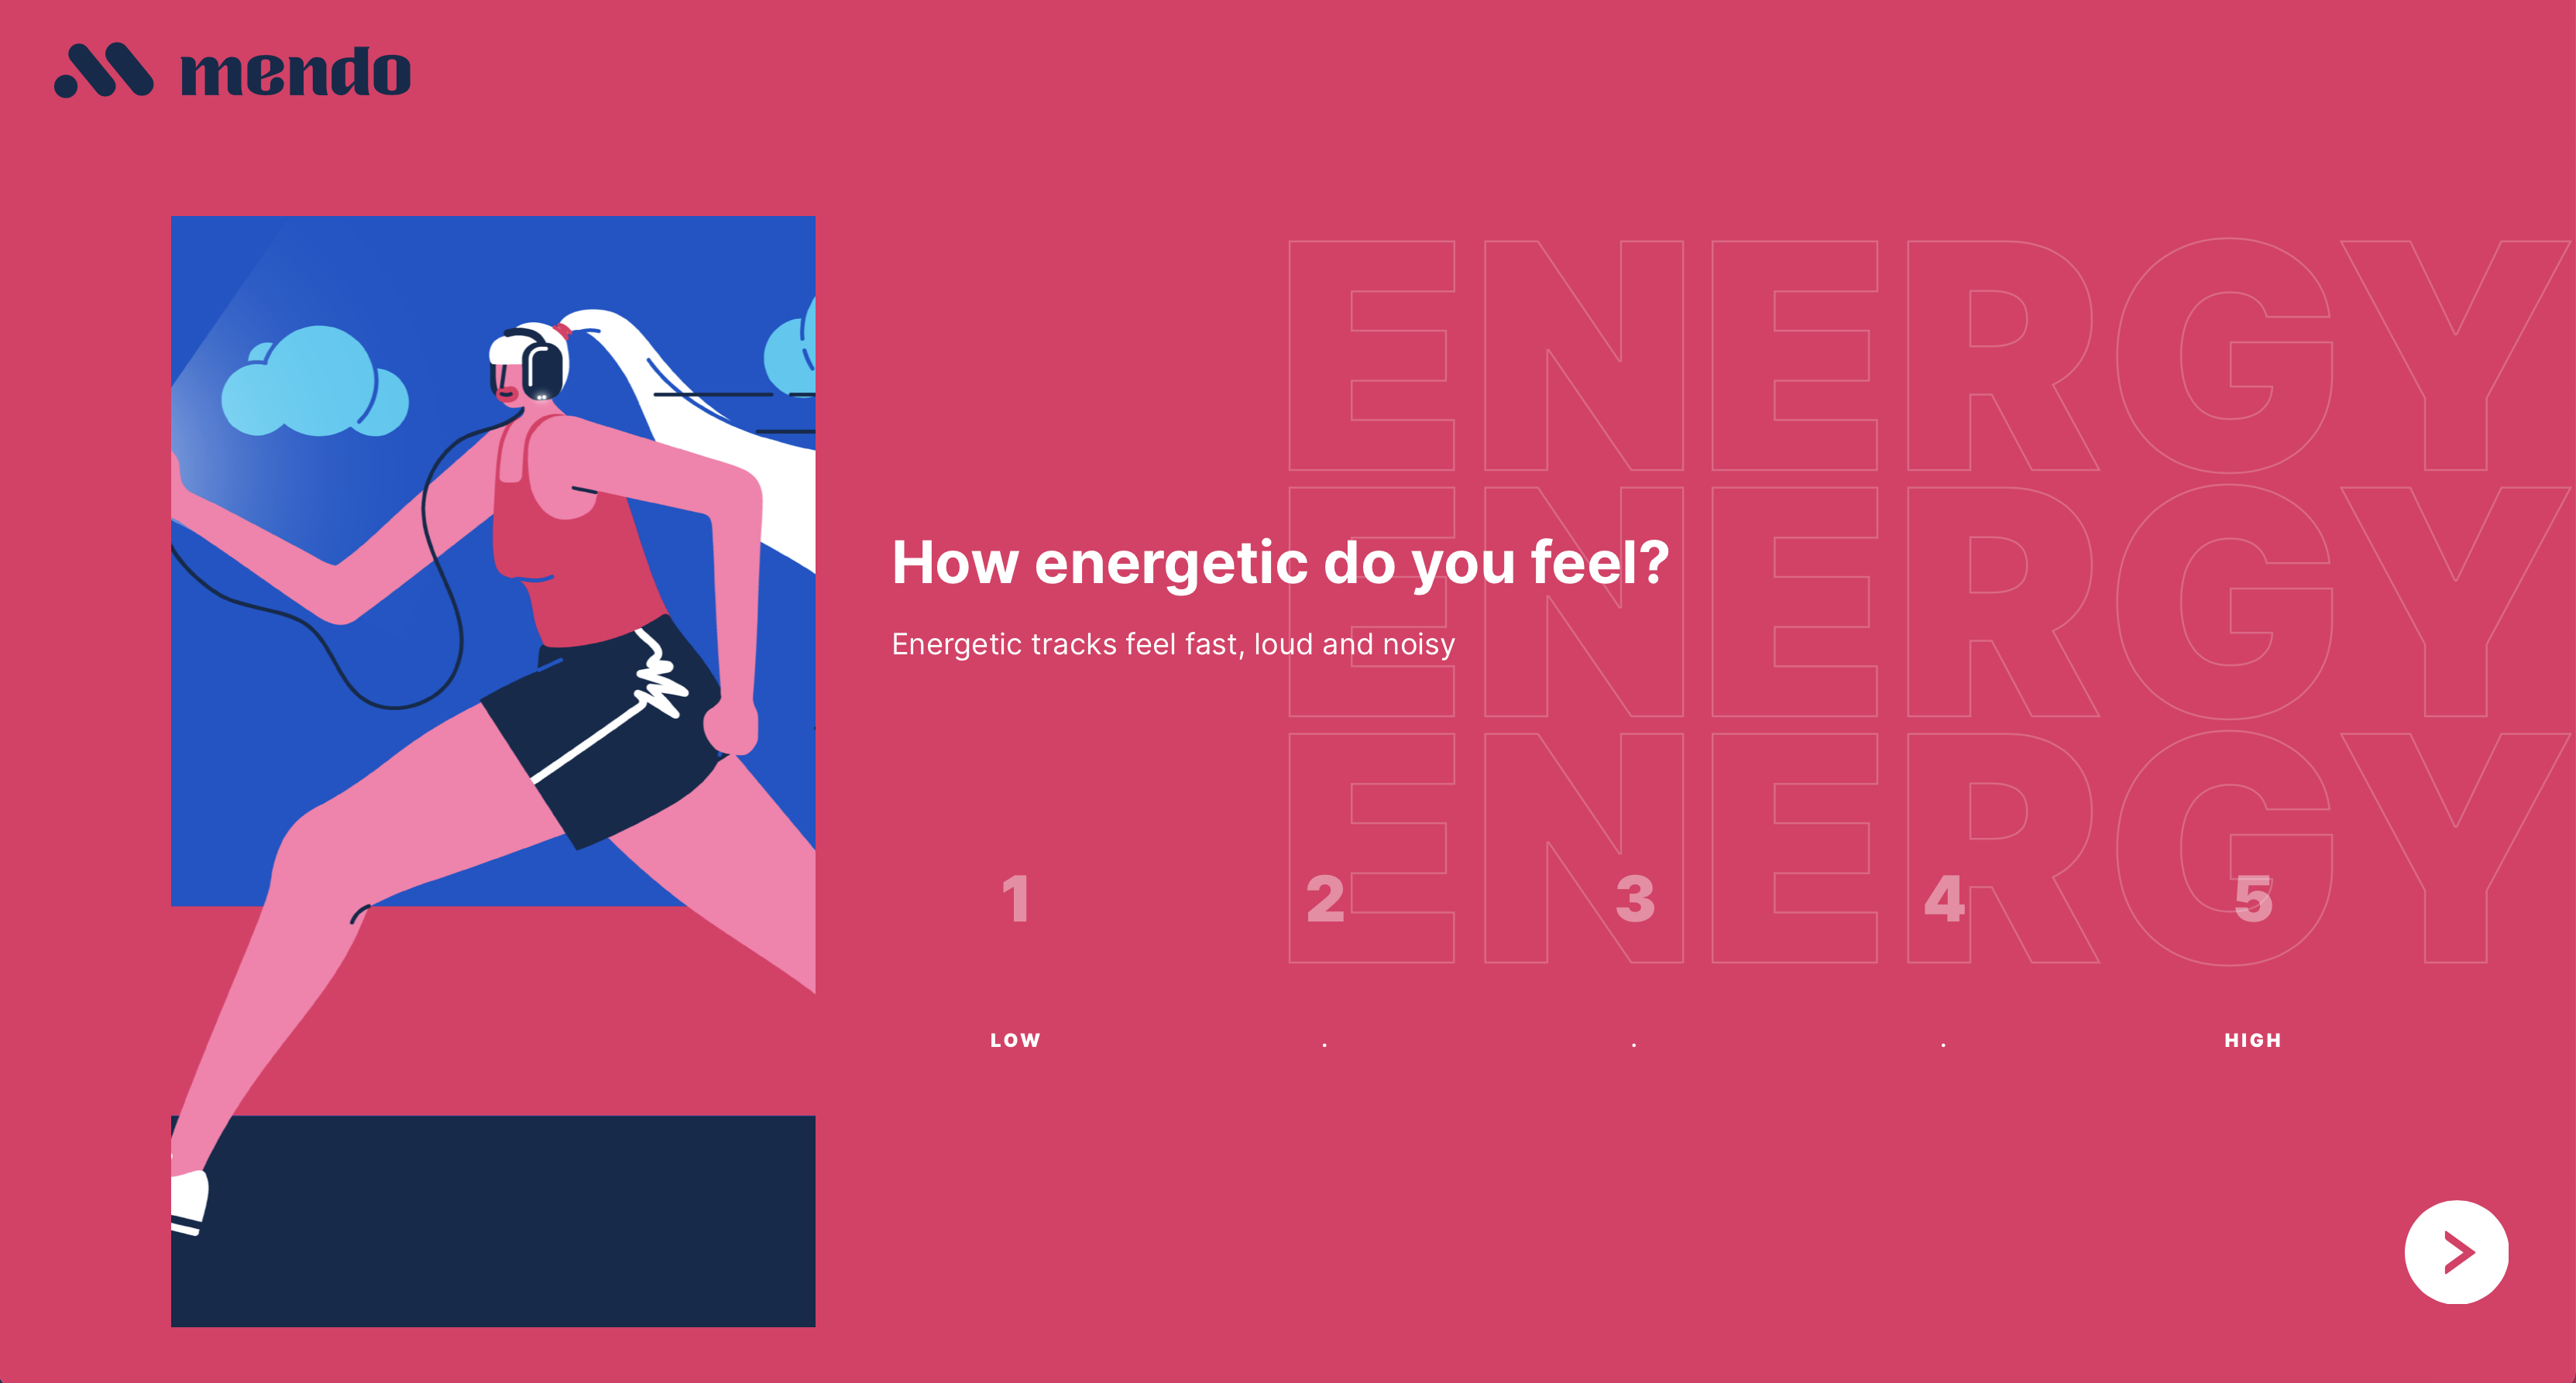 mendo
ENERGY
ENERGY
ENERGY
How energetic do you feel?
Energetic tracks feel fast, loud and noisy
1 2 3 4 5
LOW . . . HIGH